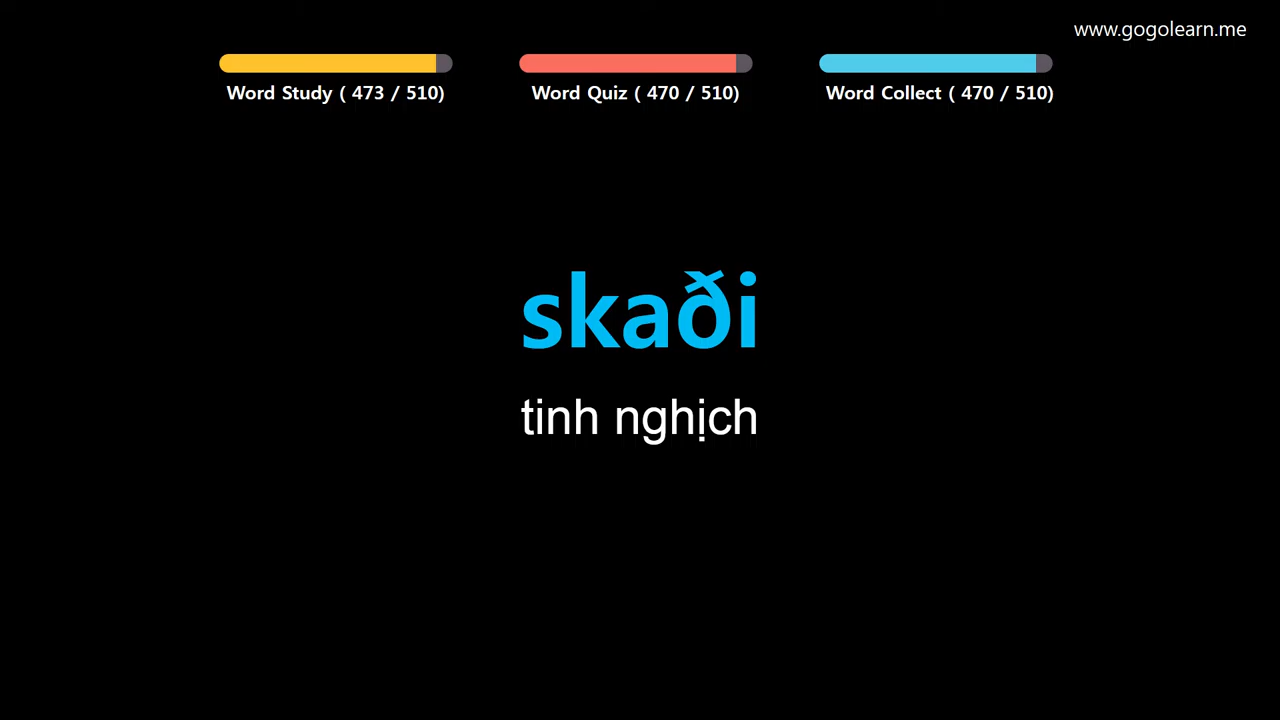 www.gogolearn.me
Word Study ( 473 / 510)
Word Quiz ( 470 / 510)
Word Collect ( 470 / 510)
skaði
tinh nghịch